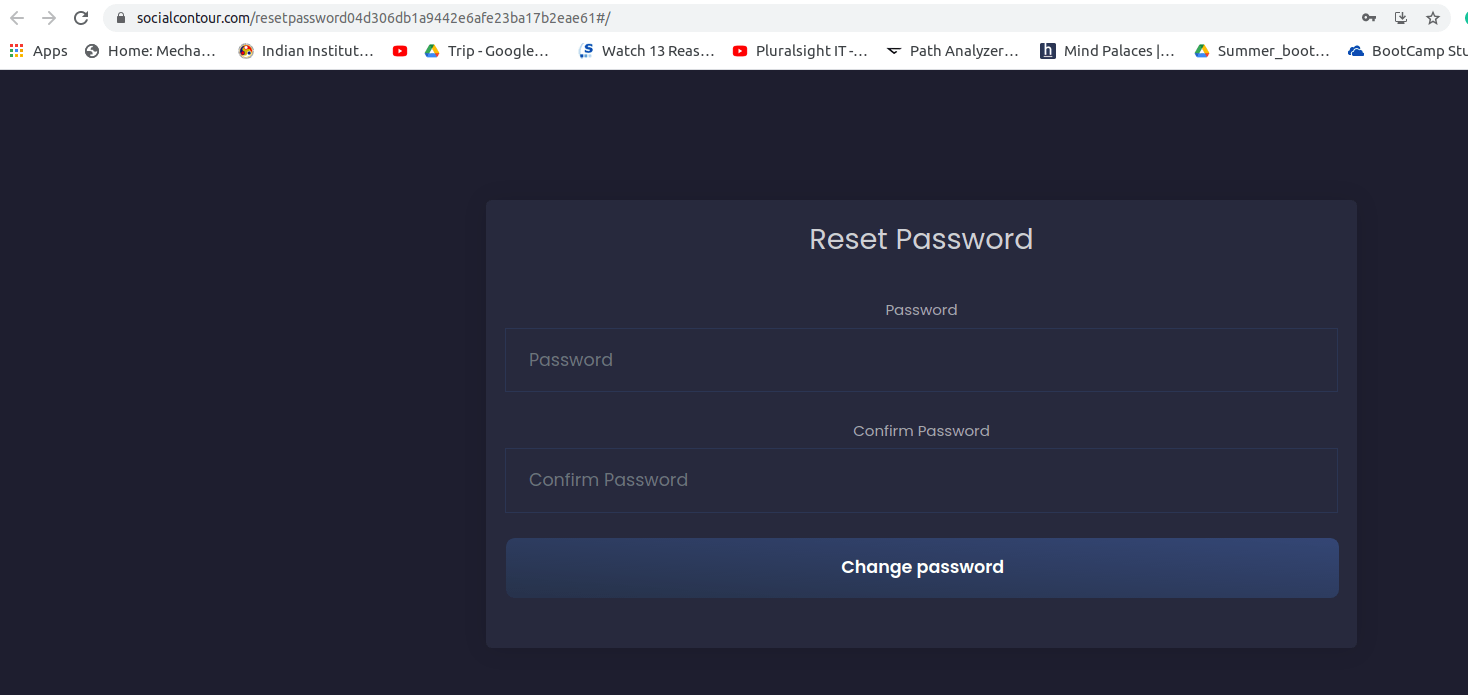 socialcontour.com/resetpassword04d306db1a9442e6afe23ba17b2eae61#/
Apps Home: Mecha... Indian Institut... Trip - Google... Watch 13 Reas... Pluralsight IT -... Path Analyzer... h Mind Palaces |... Summer_boot... BootCamp Stu
Reset Password
Password
Password
Confirm Password
Confirm Password
Change password